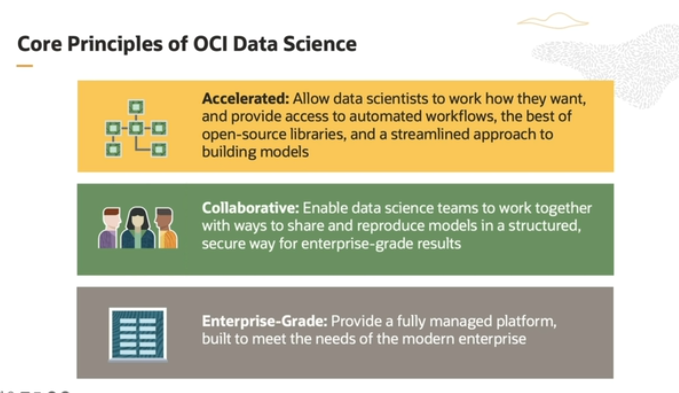 Core Principles of OCI Data Science
Accelerated: Allow data scientists to work how they want,
and provide access to automated workflows, the best of
open-source libraries, and a streamlined approach to
building models
Collaborative: Enable data science teams to work together
with ways to share and reproduce models in a structured,
secure way for enterprise-grade results
Enterprise-Grade: Provide a fully managed platform,
built to meet the needs of the modern enterprise